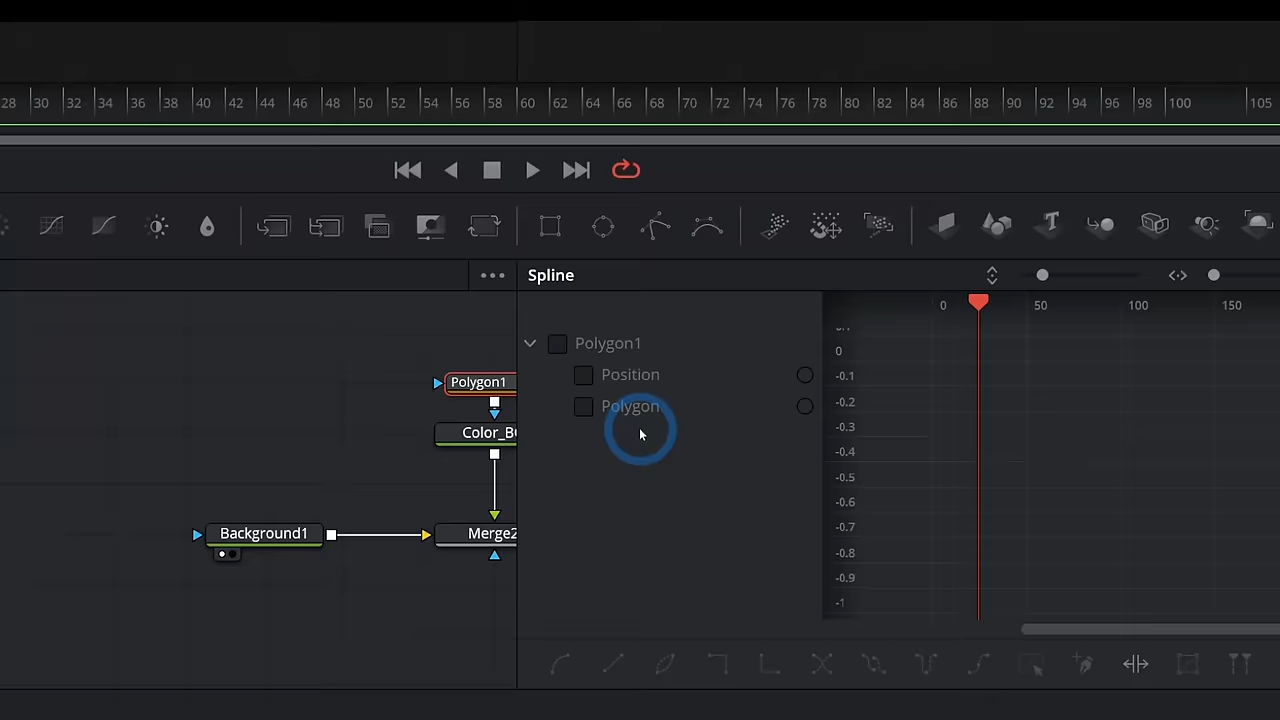 28 30 32 34 36 38 40 42 44 46 48 50 52 54 56 58 60 62 64 66 68 70 72 74 76 78 80 82 84 86 88 90 92 94 96 98 100 105
Spline
0 50 100 150
Polygon1
Position
Polygon
0
-0.1
-0.2
-0.3
-0.4
-0.5
-0.6
-0.7
-0.8
-0.9
-1
Polygon1
Color_B
Background1
Merge2